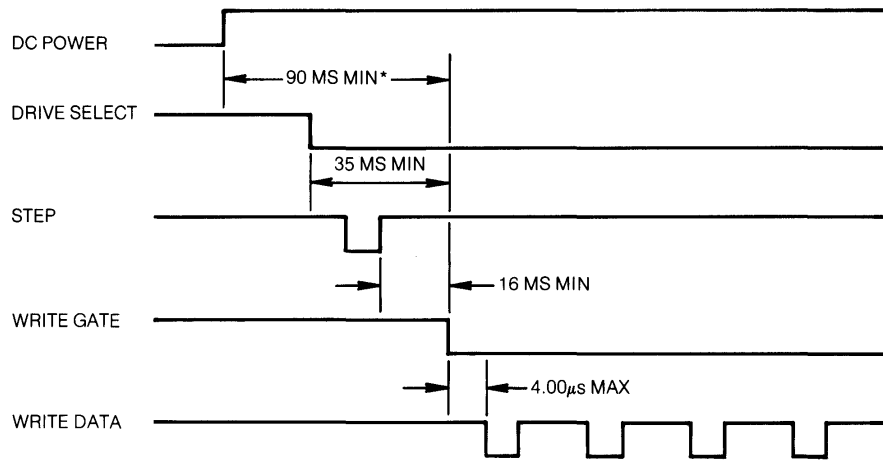 DC POWER
90 MS MIN*
DRIVE SELECT
35 MS MIN
STEP
16 MS MIN
WRITE GATE
4.00μs MAX
WRITE DATA